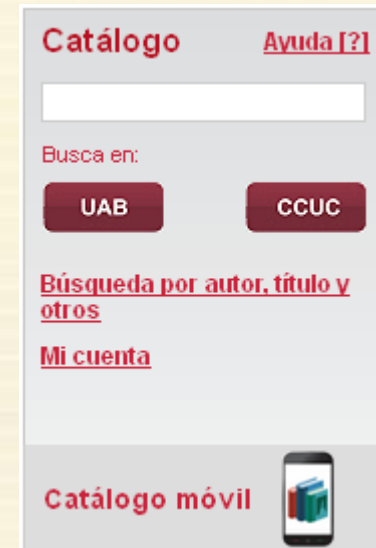 Catálogo Ayuda [?]
Busca en:
UAB CCUC
Búsqueda por autor, título y
otros
Mi cuenta
Catálogo móvil